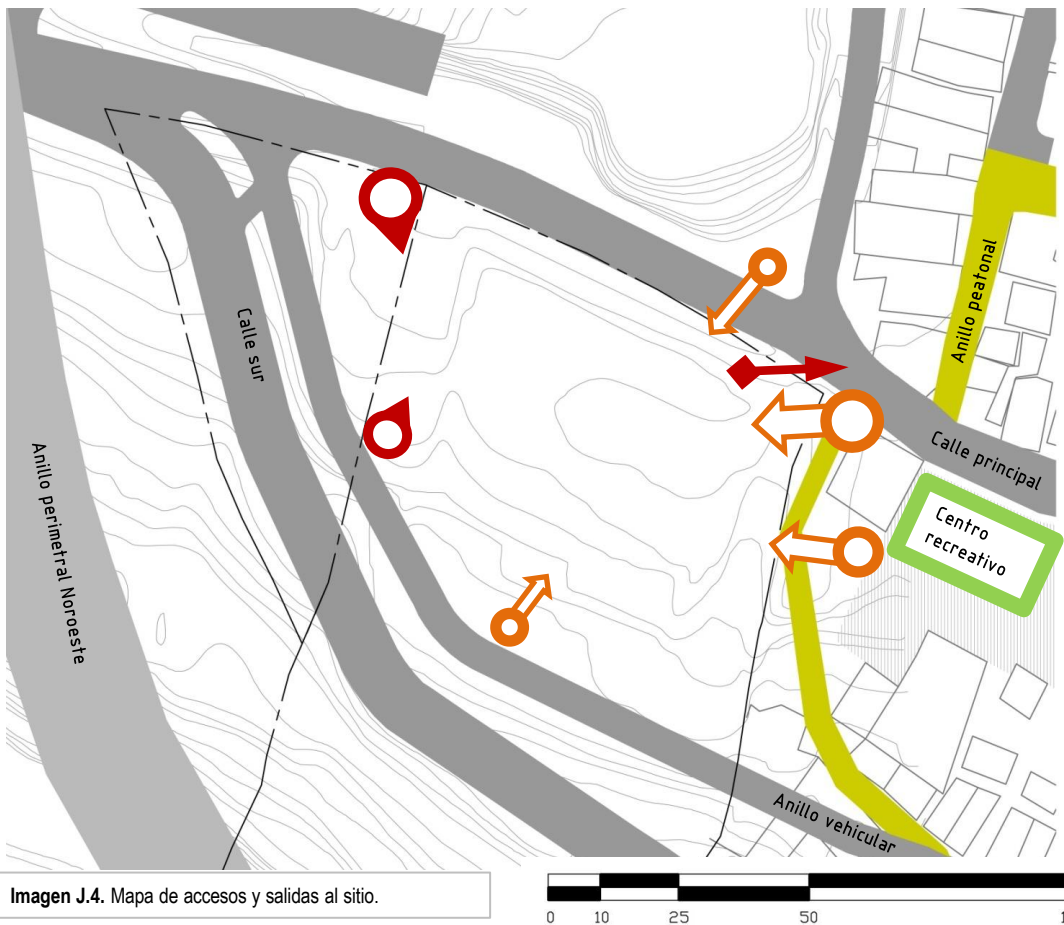 Anillo peatonal
Calle sur
Calle principal
Centro
recreativo
Anillo perimetral Noroeste
Anillo vehicular
Imagen J.4. Mapa de accesos y salidas al sitio.
0 10 25 50